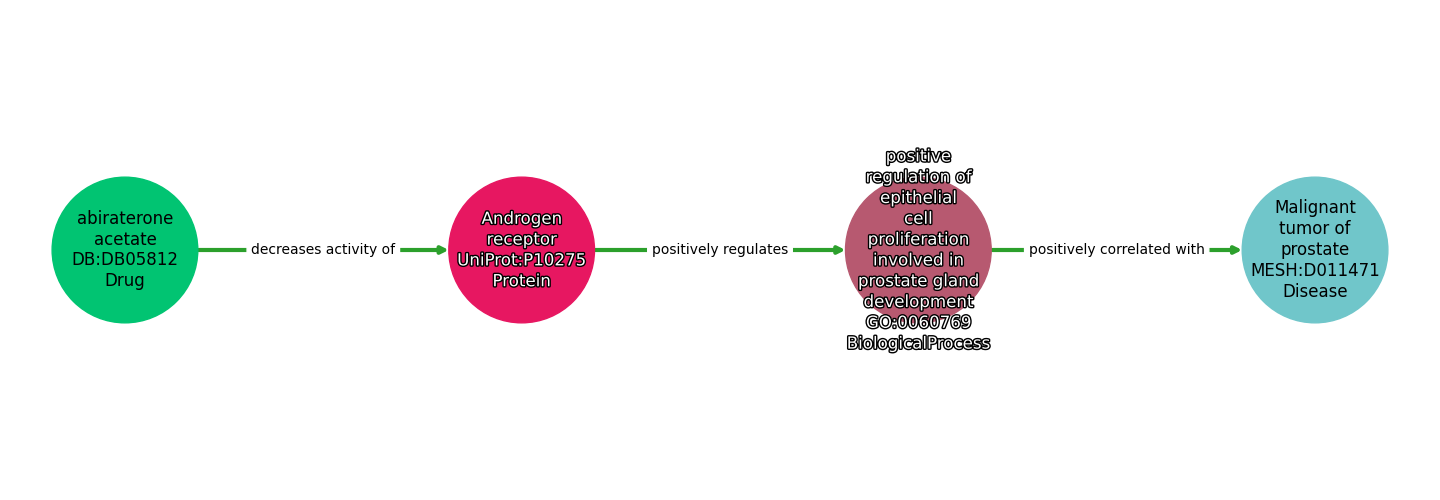 abiraterone
acetate
DB:DB05812
Drug
decreases activity of
Androgen
receptor
UniProt:P10275
Protein
positively regulates
positive
regulation of
epithelial
cell
proliferation
involved in
prostate gland
development
GO:0060769
BiologicalProcess
positively correlated with
Malignant
tumor of
prostate
MESH:D011471
Disease